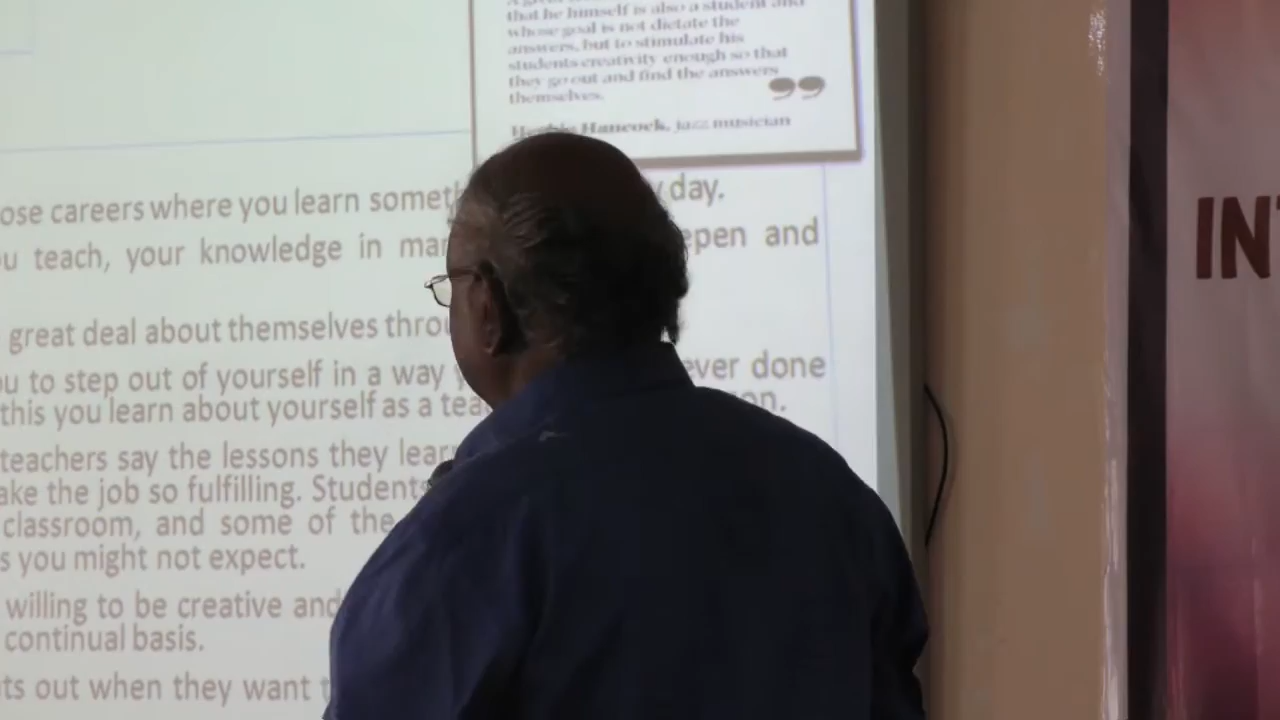 that he himself is also a student and
whose goal is not dictate the
answers, but to stimulate his
students creativity enough so that
they go out and find the answers
themselves.
”
Hancock, jazz musician
ose careers where you learn somet day.
u teach, your knowledge in mar epen and
great deal about themselves throu
u to step out of yourself in a way y ever done
this you learn about yourself as a tea on.
teachers say the lessons they lear
ake the job so fulfilling. Students
classroom, and some of the
s you might not expect.
willing to be creative and
continual basis.
ts out when they want t
IN